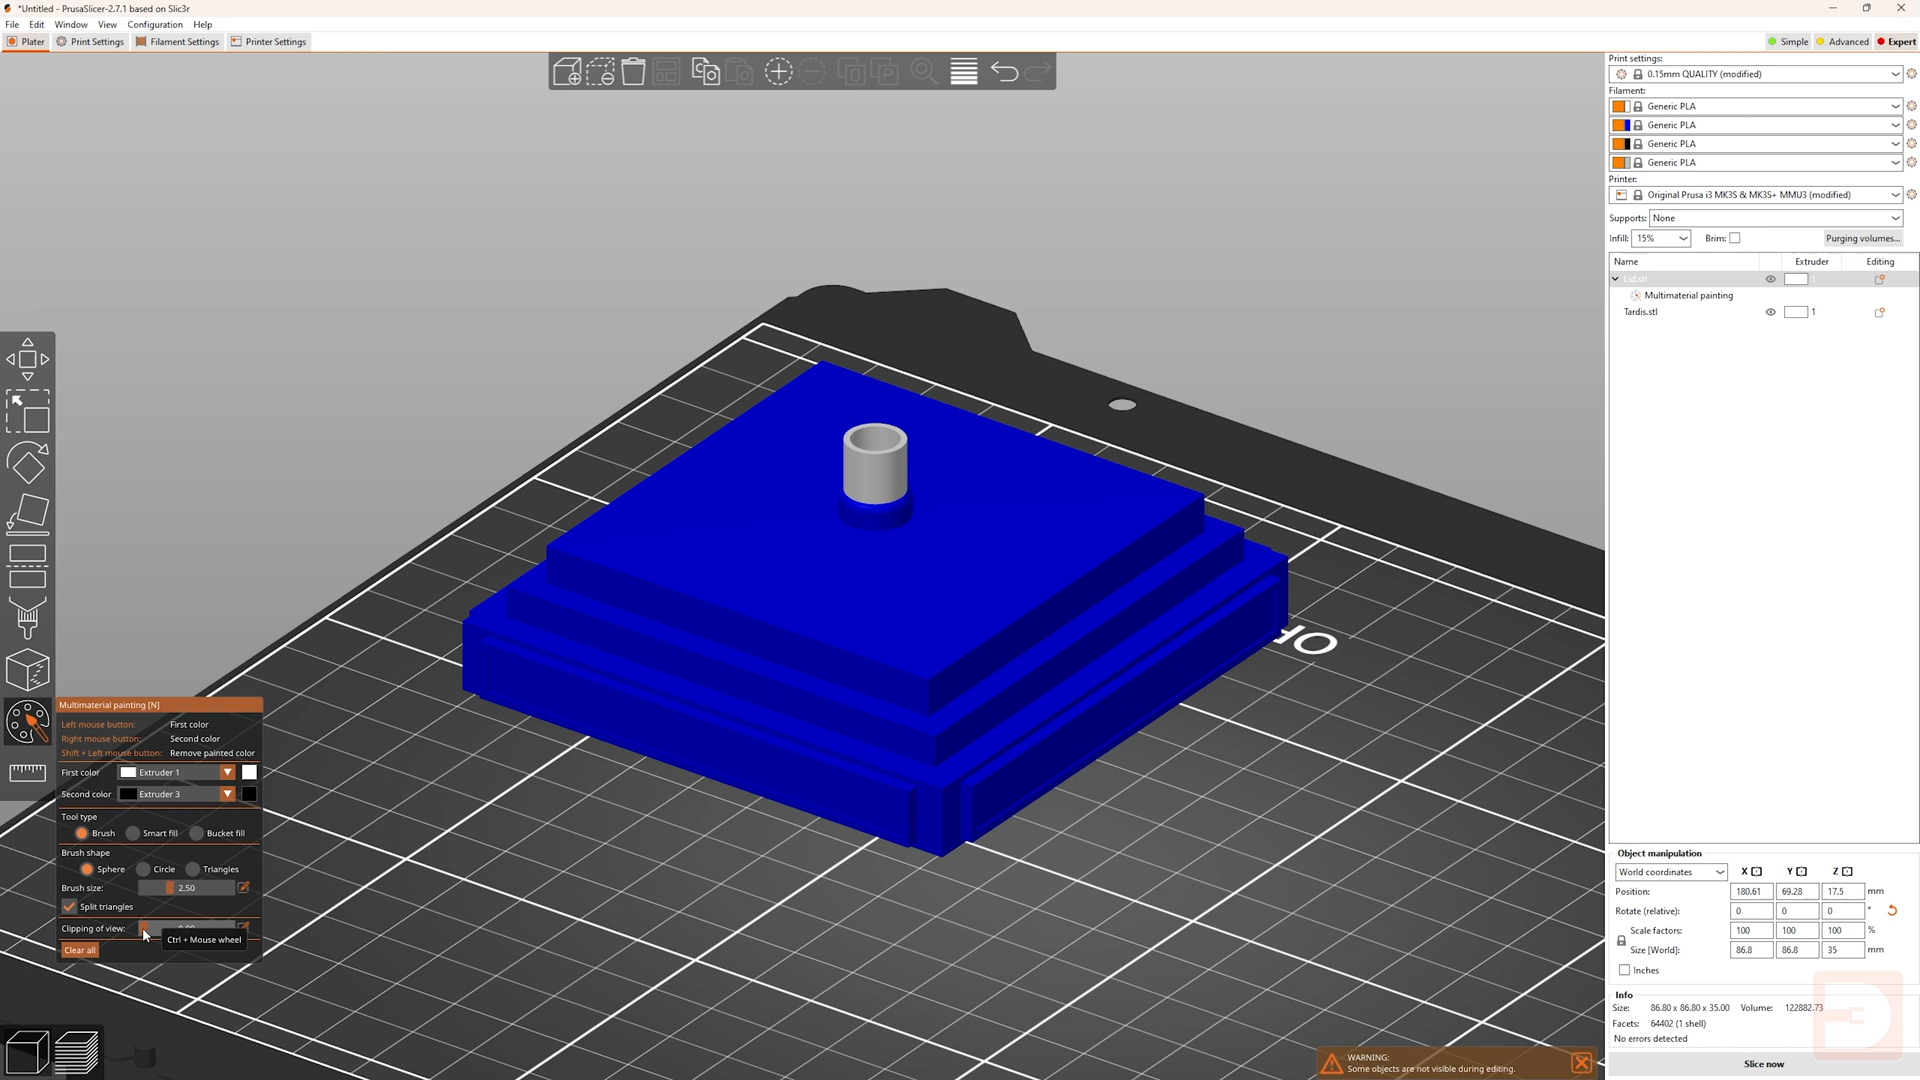 *Untitled - PrusaSlicer-2.7.1 based on Slic3r
File Edit Window View Configuration Help
Plater Print Settings Filament Settings Printer Settings
Simple Advanced Expert
Print settings:
0.15mm QUALITY (modified)
Filament:
Generic PLA
Generic PLA
Generic PLA
Generic PLA
Printer:
Original Prusa i3 MK3S & MK3S+ MMU3 (modified)
Supports: None
Infill: 15% Brim: Purging volumes...
Name Extruder Editing
Lid.stl 1
Multimaterial painting
Tardis.stl 1
Multimaterial painting [N]
Left mouse button: First color
Right mouse button: Second color
Shift + Left mouse button: Remove painted color
First color Extruder 1
Second color Extruder 3
Tool type
Brush Smart fill Bucket fill
Brush shape
Sphere Circle Triangles
Brush size: 2.50
Split triangles
Clipping of view:
Ctrl + Mouse wheel
Clear all
Object manipulation
World coordinates X Y Z
Position: 180.61 69.28 17.5 mm
Rotate (relative): 0 0 0 °
Scale factors: 100 100 100 %
Size [World]: 86.8 86.8 35 mm
Inches
Info
Size: 86.80 x 86.80 x 35.00 Volume: 122882.73
Facets: 64402 (1 shell)
No errors detected
WARNING:
Some objects are not visible during editing.
Slice now